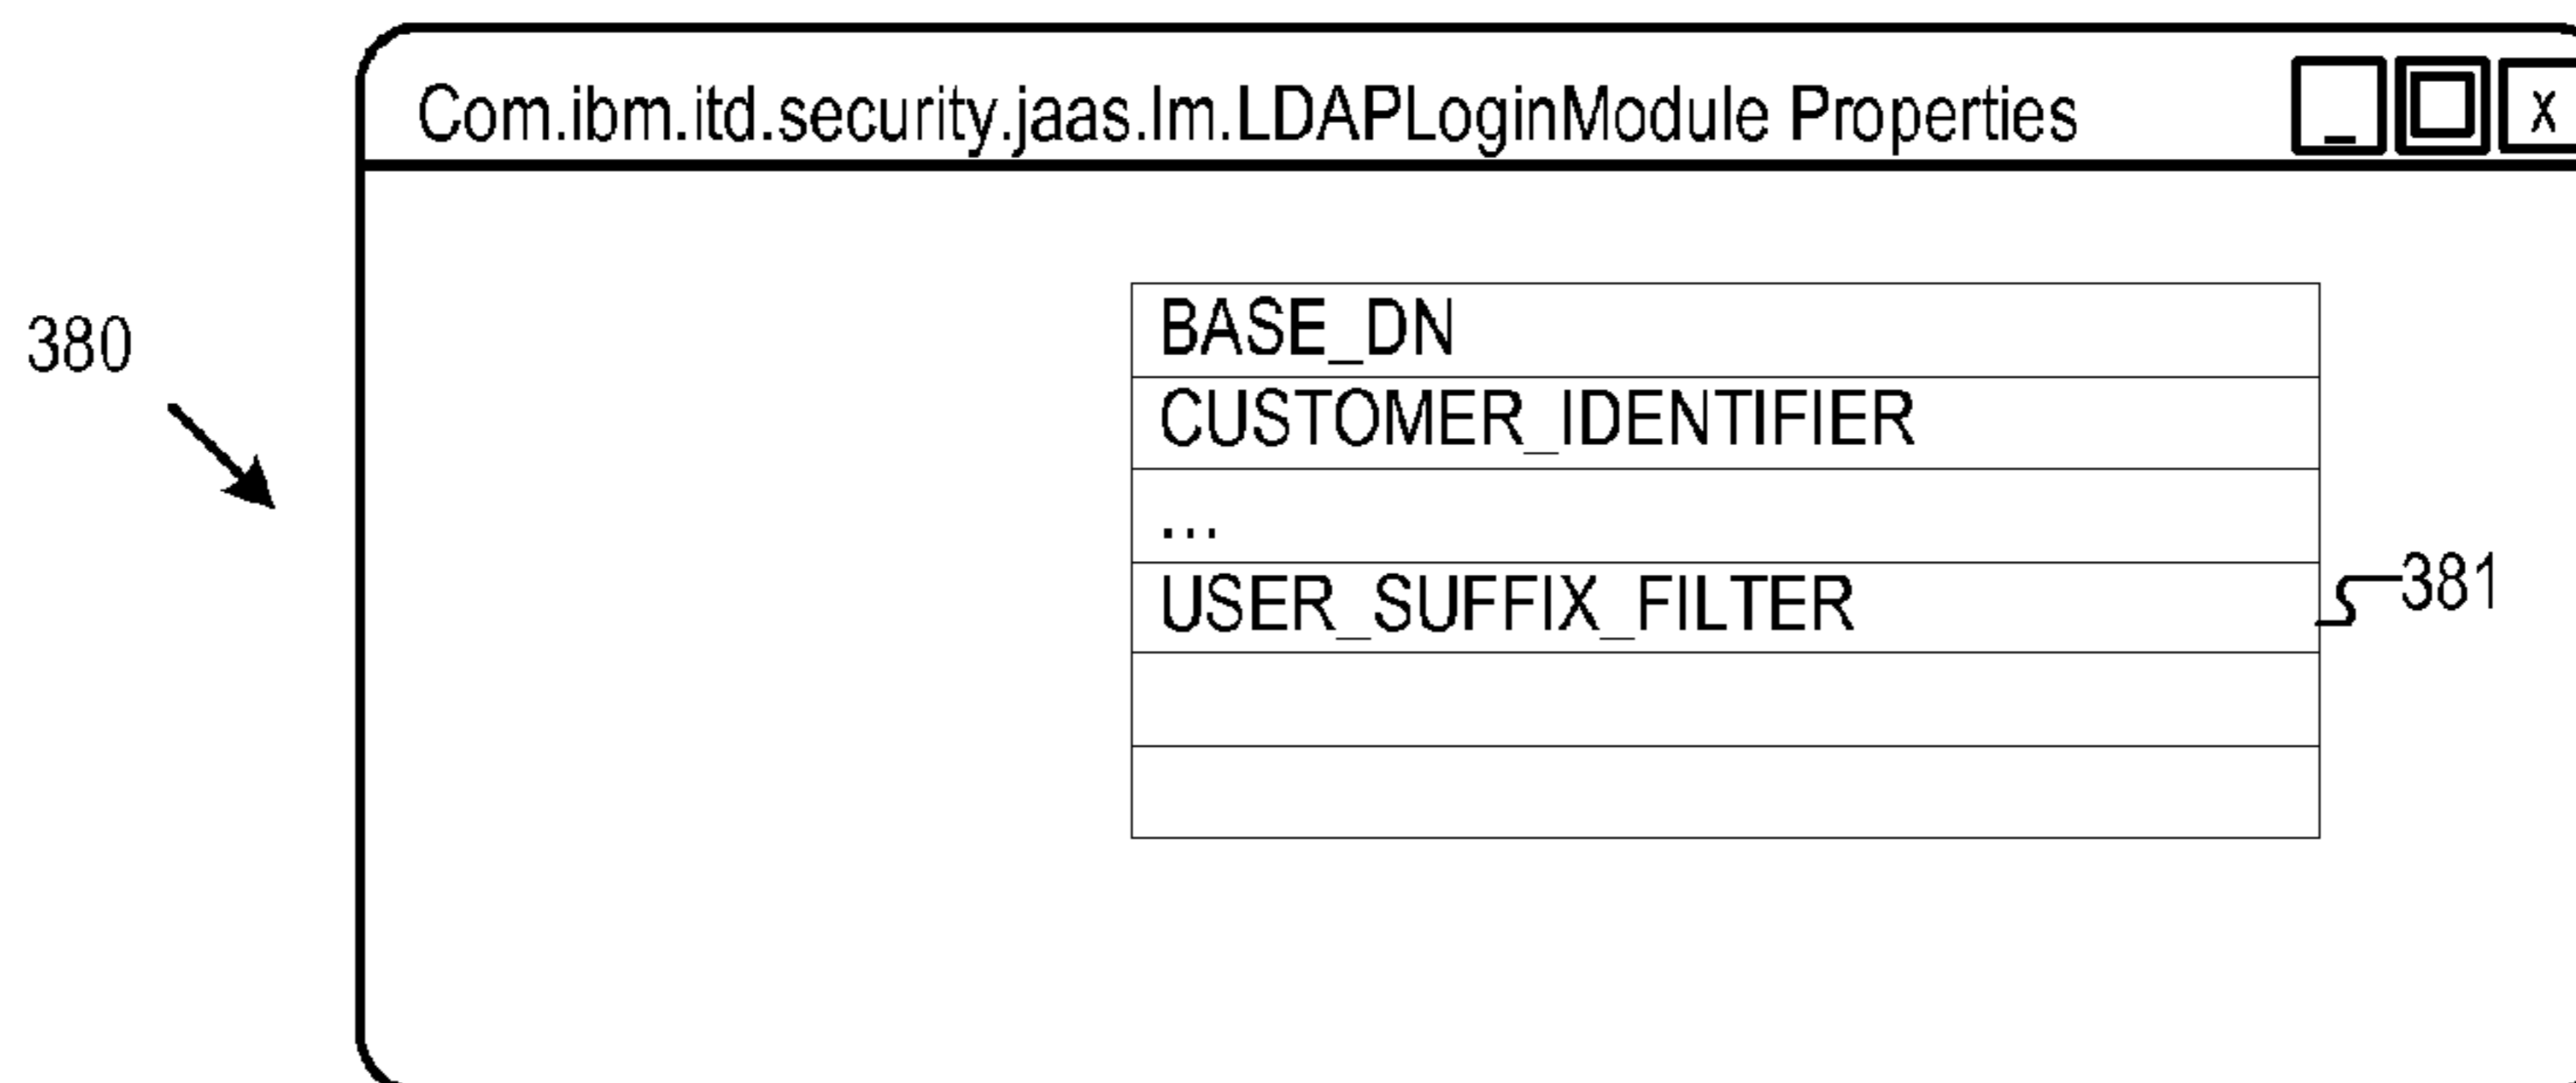 Com.ibm.itd.security.jaas.lm.LDAPLoginModule Properties _ x
380
BASE_DN
CUSTOMER_IDENTIFIER
...
USER_SUFFIX_FILTER
381